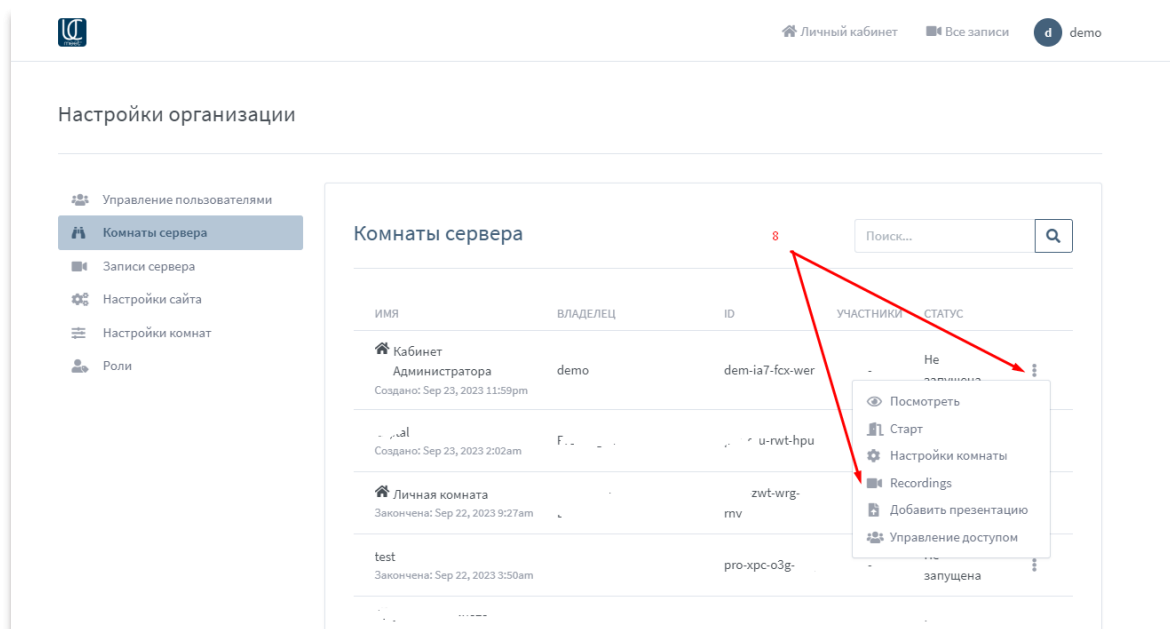 UC
meet
Личный кабинет
Все записи
d
demo
Настройки организации
Управление пользователями
Комнаты сервера
Записи сервера
Настройки сайта
Настройки комнат
Роли
Комнаты сервера
8
Поиск...
ИМЯ ВЛАДЕЛЕЦ ID УЧАСТНИКИ СТАТУС
Кабинет
Администратора
Создано: Sep 23, 2023 11:59pm
demo
dem-ia7-fcx-wer
-
Не
запущена
Создано: Sep 23, 2023 2:02am
u-rwt-hpu
Личная комната
Закончена: Sep 22, 2023 9:27am
zwt-wrg-
rnv
test
Закончена: Sep 22, 2023 3:50am
pro-xpc-o3g-
-
запущена
Посмотреть
Старт
Настройки комнаты
Recordings
Добавить презентацию
Управление доступом